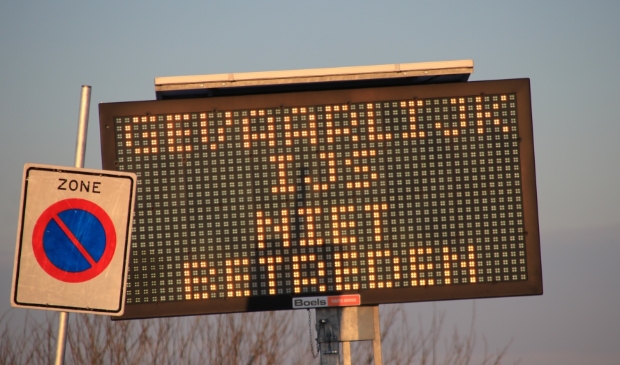 ZONE
GEVAARLIJK
IJS
NIET
BETREDEN
Boels